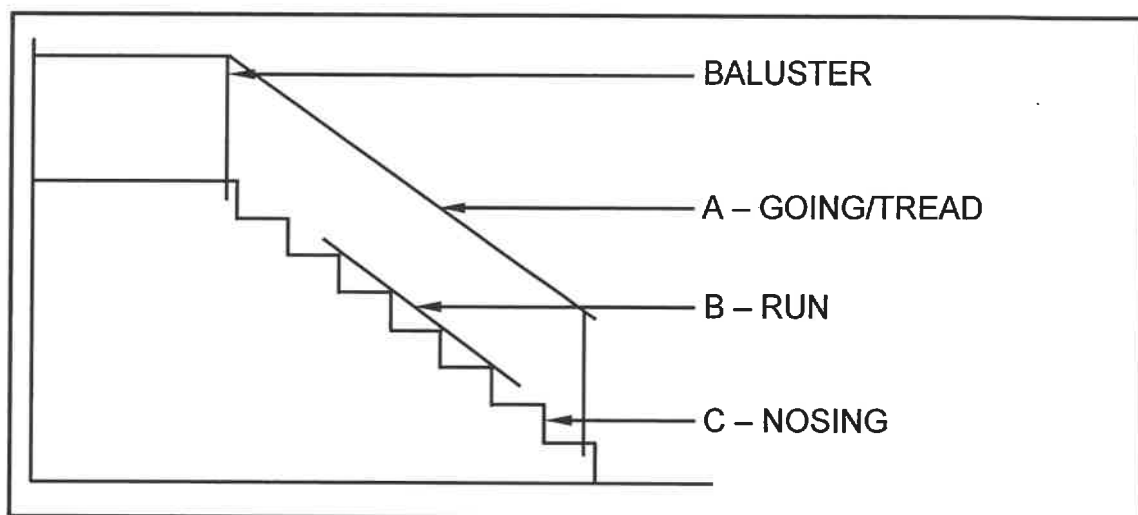 BALUSTER
A – GOING/TREAD
B – RUN
C – NOSING